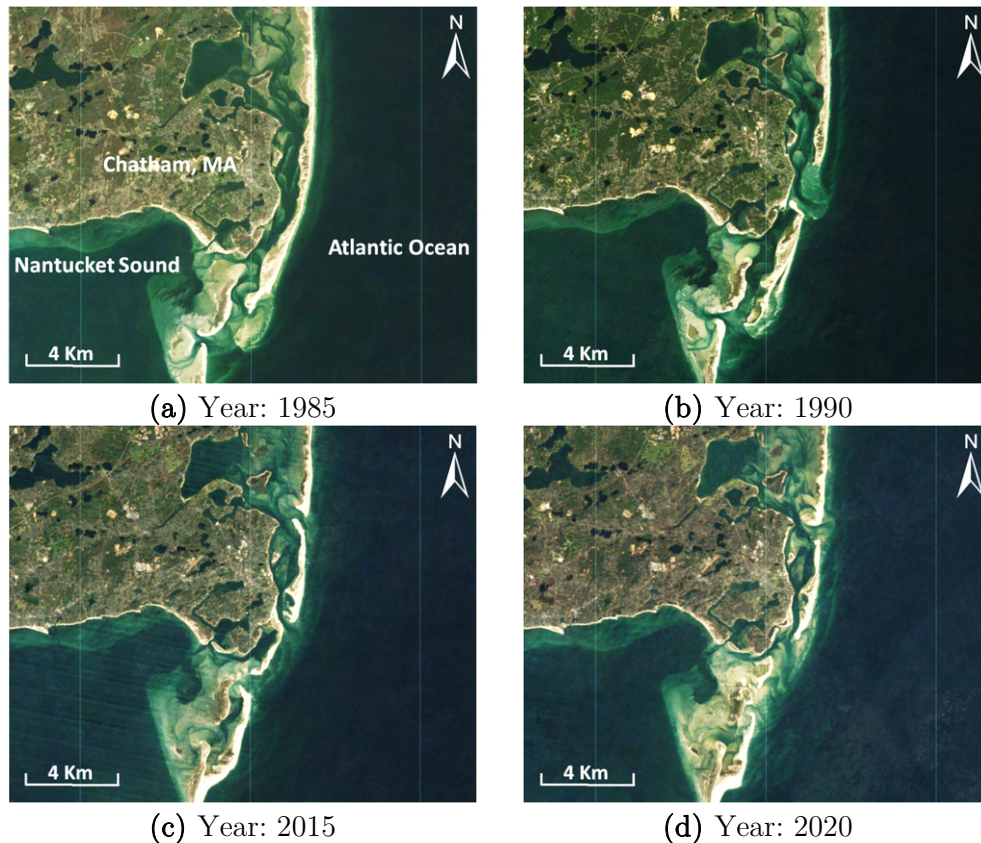 N
Chatham, MA
Atlantic Ocean
Nantucket Sound
4 Km
(a) Year: 1985
N
4 Km
(b) Year: 1990
N
4 Km
(c) Year: 2015
N
4 Km
(d) Year: 2020